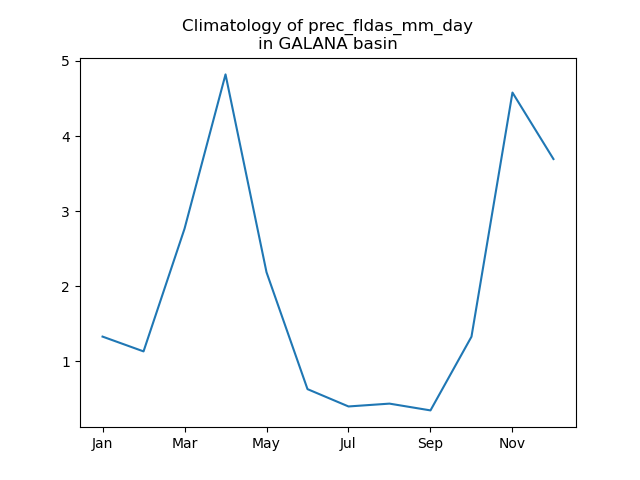 Climatology of prec_fldas_mm_day
in GALANA basin
5
4
3
2
1
Jan
Mar
May
Jul
Sep
Nov